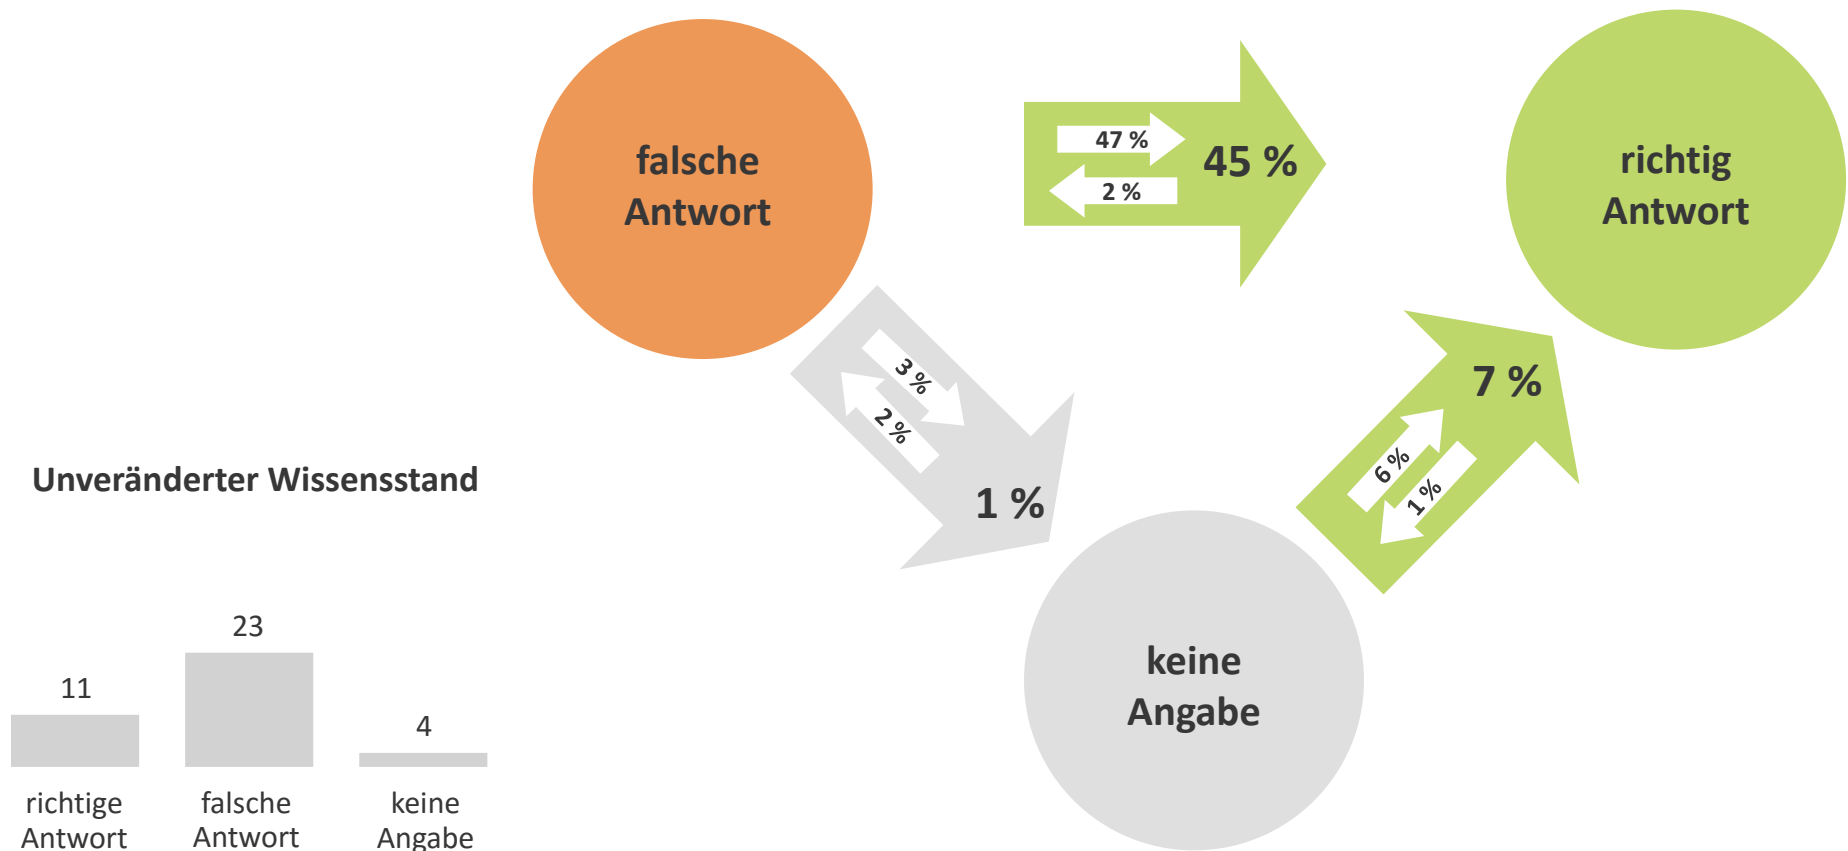 falsche
Antwort
47 %
2 %
45 %
richtig
Antwort
3 %
2 %
1 %
7 %
6 %
1 %
keine
Angabe
Unveränderter Wissensstand
11
23
4
richtige
Antwort
falsche
Antwort
keine
Angabe